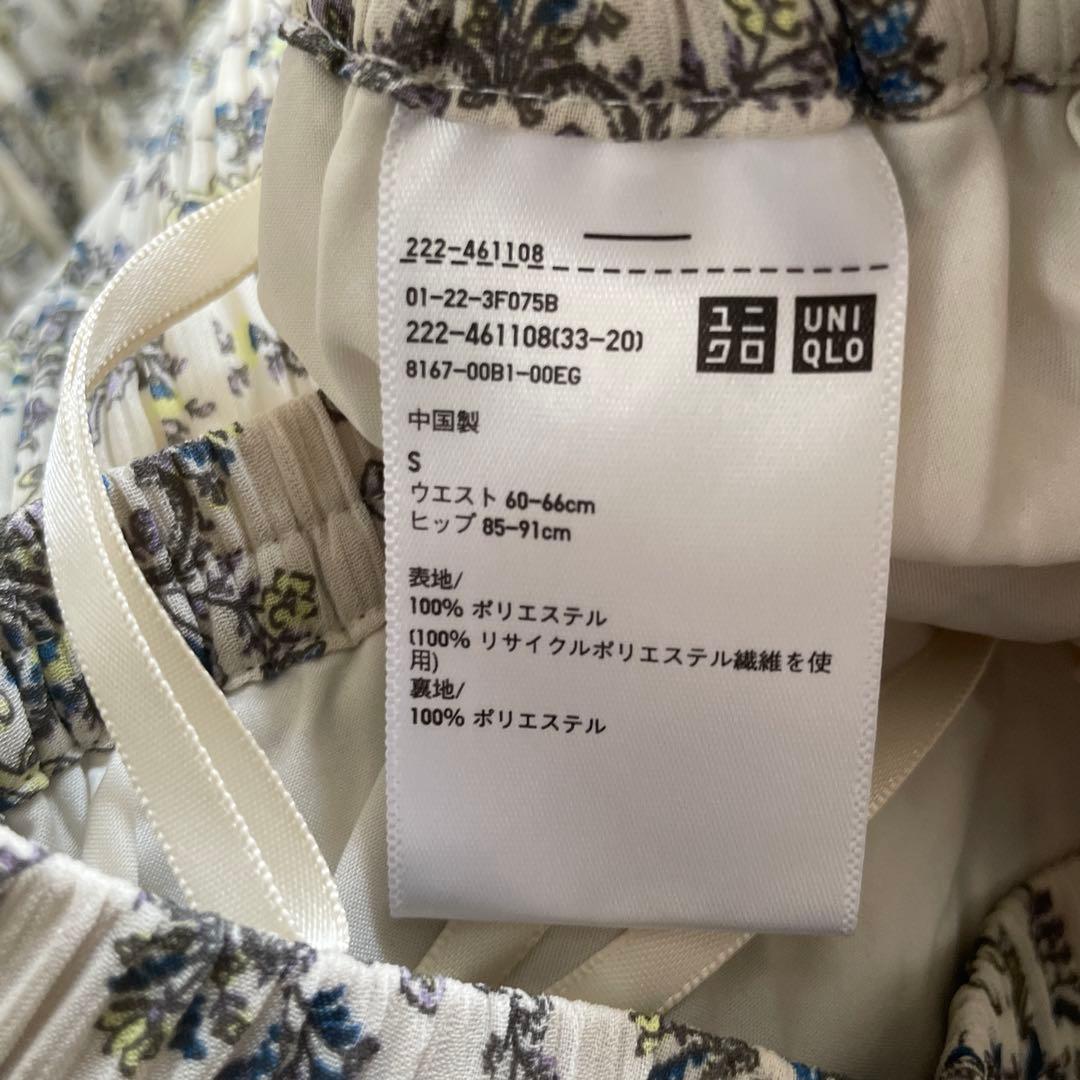 222-461108
01-22-3F075B
222-461108(33-20)
8167-00B1-00EG
ユニ
クロ
UNI
QLO
中国製
S
ウエスト 60-66cm
ヒップ 85-91cm
表地/
100% ポリエステル
(100% リサイクルポリエステル繊維を使
用)
裏地/
100% ポリエステル